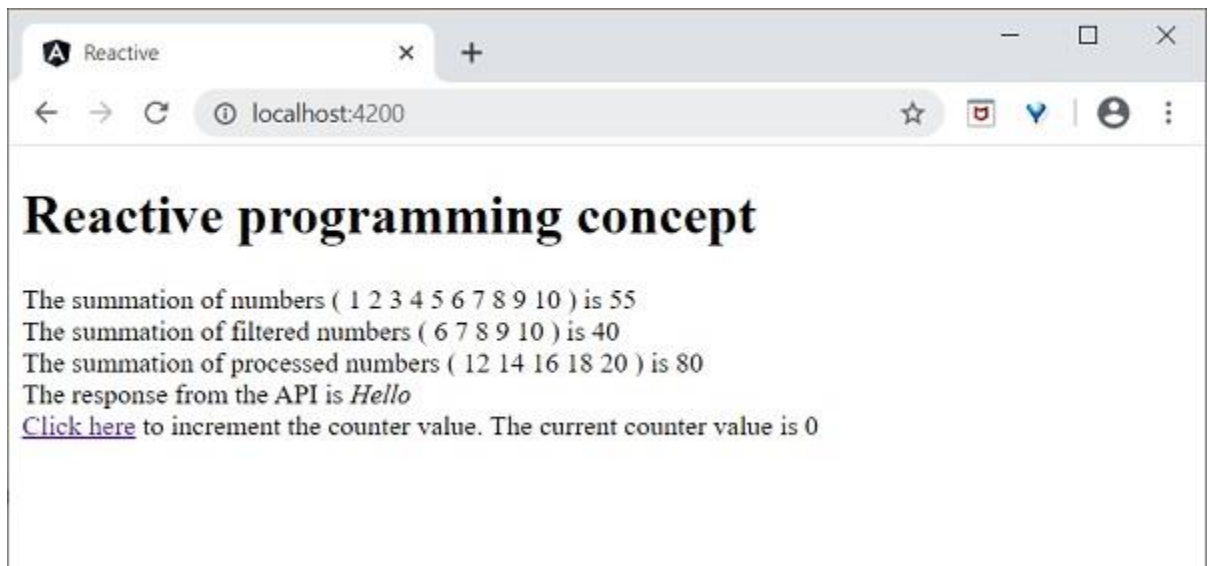 Reactive
localhost:4200
Reactive programming concept
The summation of numbers ( 1 2 3 4 5 6 7 8 9 10 ) is 55
The summation of filtered numbers ( 6 7 8 9 10 ) is 40
The summation of processed numbers ( 12 14 16 18 20 ) is 80
The response from the API is Hello
Click here to increment the counter value. The current counter value is 0